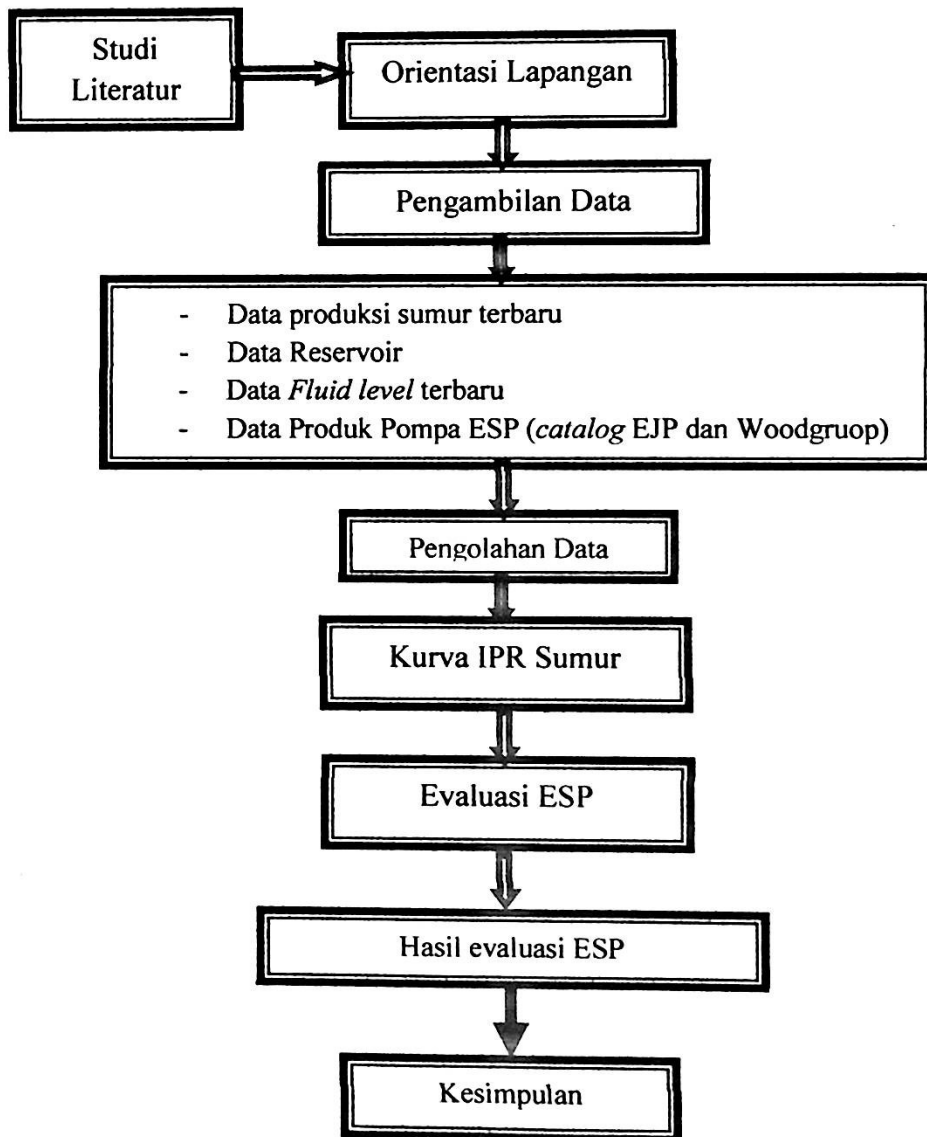 Studi
Literatur
Orientasi Lapangan
Pengambilan Data
- Data produksi sumur terbaru
- Data Reservoir
- Data Fluid level terbaru
- Data Produk Pompa ESP (catalog EJP dan Woodgruop)
Pengolahan Data
Kurva IPR Sumur
Evaluasi ESP
Hasil evaluasi ESP
Kesimpulan